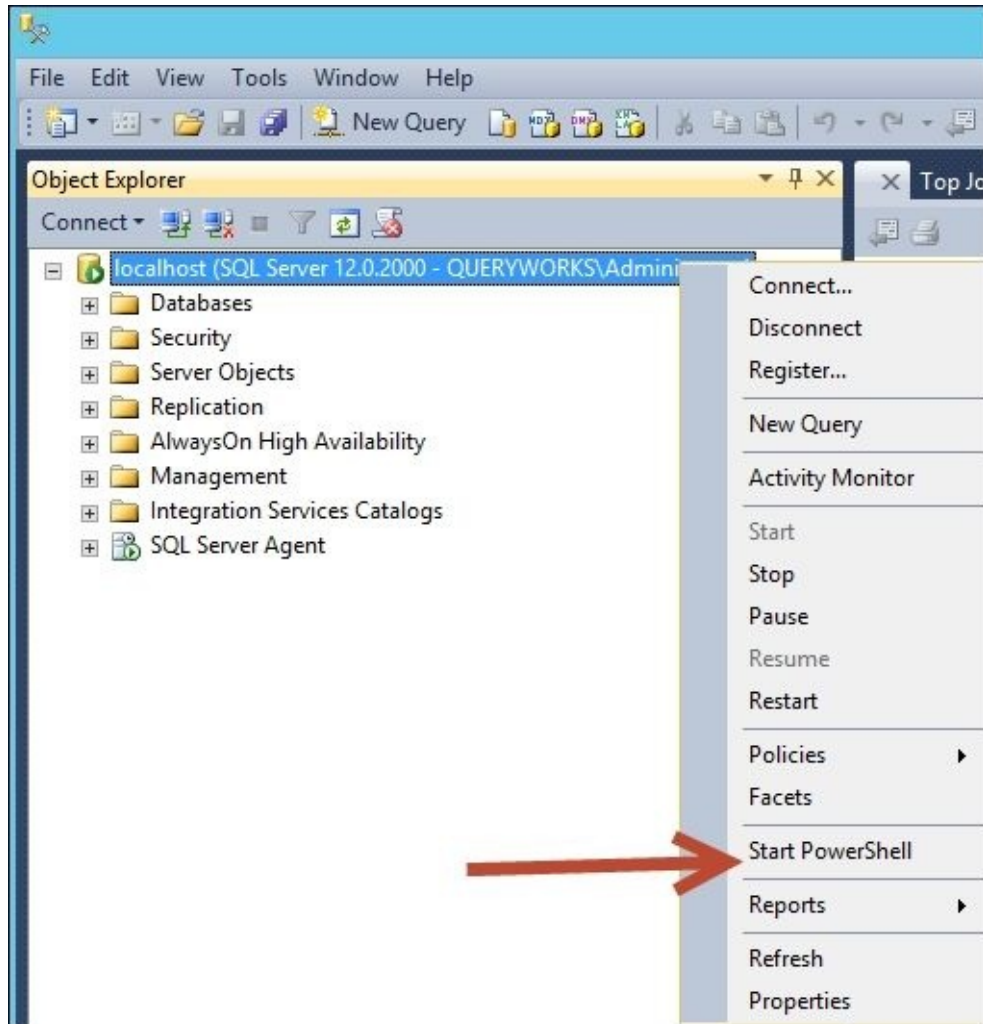 File Edit View Tools Window Help
New Query
Object Explorer
Top Jo
Connect
localhost (SQL Server 12.0.2000 - QUERYWORKS\Admini
Databases
Security
Server Objects
Replication
AlwaysOn High Availability
Management
Integration Services Catalogs
SQL Server Agent
Connect...
Disconnect
Register...
New Query
Activity Monitor
Start
Stop
Pause
Resume
Restart
Policies
Facets
Start PowerShell
Reports
Refresh
Properties